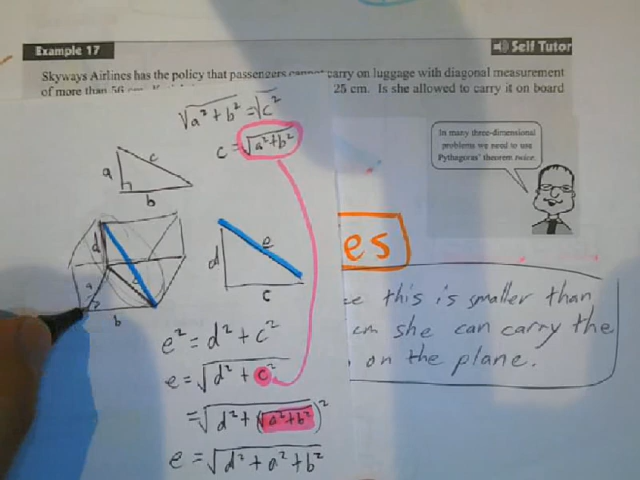 Example 17
Self Tutor
Skyways Airlines has the policy that passengers cannot carry on luggage with diagonal measurement
of more than 56 cm. 25 cm. Is she allowed to carry it on board
√a²+b² = √c²
c = √a²+b²
In many three-dimensional
problems we need to use
Pythagoras' theorem twice.
a
c
b
d
a
c
b
d
e
c
es
this is smaller than
cm she can carry the
on the plane.
e² = d² + c²
e = √d² + c²
= √d² + (√a²+b²)²
e = √d² + a² + b²